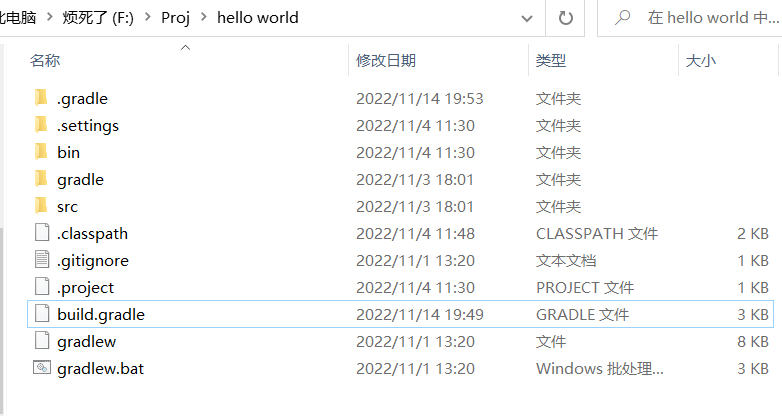 此电脑 > 烦死了 (F:) > Proj > hello world 在 hello world 中...
名称 修改日期 类型 大小
.gradle 2022/11/14 19:53 文件夹
.settings 2022/11/4 11:30 文件夹
bin 2022/11/4 11:30 文件夹
gradle 2022/11/3 18:01 文件夹
src 2022/11/3 18:01 文件夹
.classpath 2022/11/4 11:48 CLASSPATH 文件 2 KB
.gitignore 2022/11/1 13:20 文本文档 1 KB
.project 2022/11/4 11:30 PROJECT 文件 1 KB
build.gradle 2022/11/14 19:49 GRADLE 文件 3 KB
gradlew 2022/11/1 13:20 文件 8 KB
gradlew.bat 2022/11/1 13:20 Windows 批处理... 3 KB